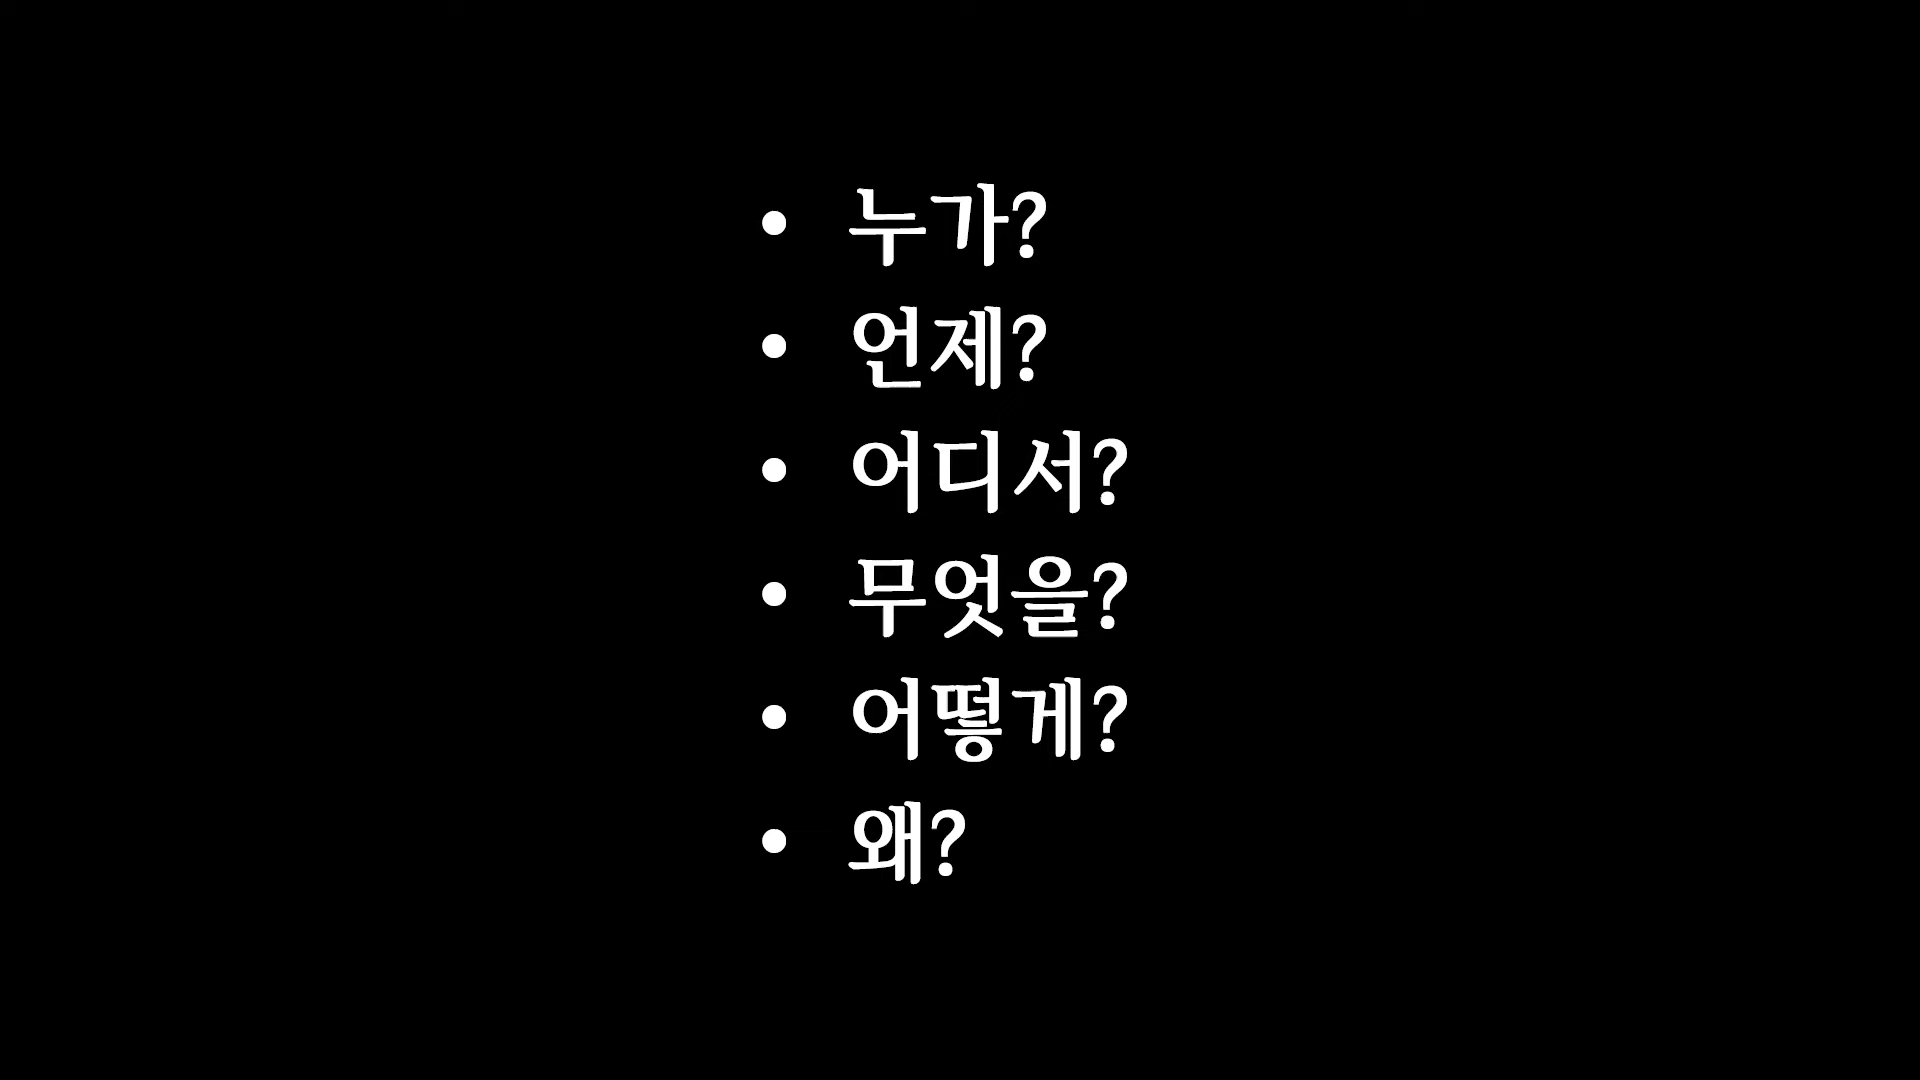 • 누가?
• 언제?
• 어디서?
• 무엇을?
• 어떻게?
• 왜?